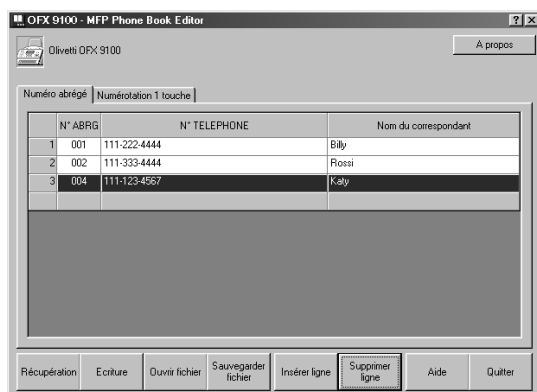 OFX 9100 - MFP Phone Book Editor
Olivetti OFX 9100
A propos
Numéro abrégé Numérotation 1 touche
N° ABRG N° TELEPHONE Nom du correspondant
1 001 111-222-4444 Billy
2 002 111-333-4444 Rossi
3 004 111-123-4567 Katy
Récupération Ecriture Ouvrir fichier Sauvegarder fichier Insérer ligne Supprimer ligne Aide Quitter